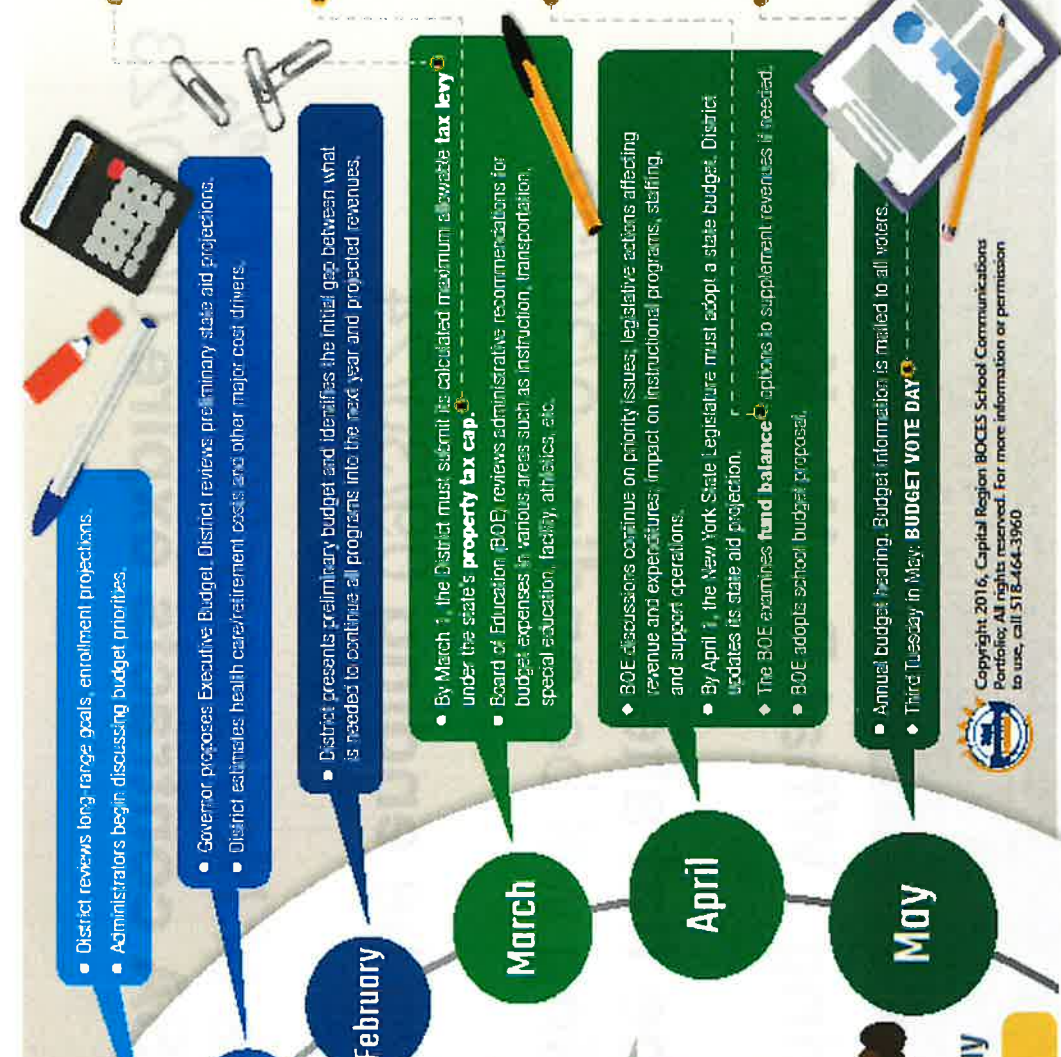 District reviews long-range goals, enrollment projections.
Administrators begin discussing budget priorities.
Governor proposes Executive Budget. District reviews preliminary state aid projections.
District estimates health care/retirement costs and other major cost drivers.
February
District presents preliminary budget and identifies the initial gap between what
is needed to continue all programs into the next year and projected revenues.
March
By March 1, the District must submit its calculated maximum allowable tax levy
under the state's property tax cap.
Board of Education (BOE) reviews administrative recommendations for
budget expenses in various areas such as instruction, transportation,
special education, facility, athletics, etc.
April
BOE discussions continue on priority issues; legislative actions affecting
revenue and expenditures; impact on instructional programs, staffing,
and support operations.
By April 1, the New York State Legislature must adopt a state budget. District
updates its state aid projection.
The BOE examines fund balance options to supplement revenues if needed.
BOE adopts school budget proposal.
May
Annual budget hearing. Budget information is mailed to all voters.
Third Tuesday in May: BUDGET VOTE DAY
Copyright 2016, Capital Region BOCES School Communications
Portfolio; All rights reserved. For more information or permission
to use, call 518-464-3960